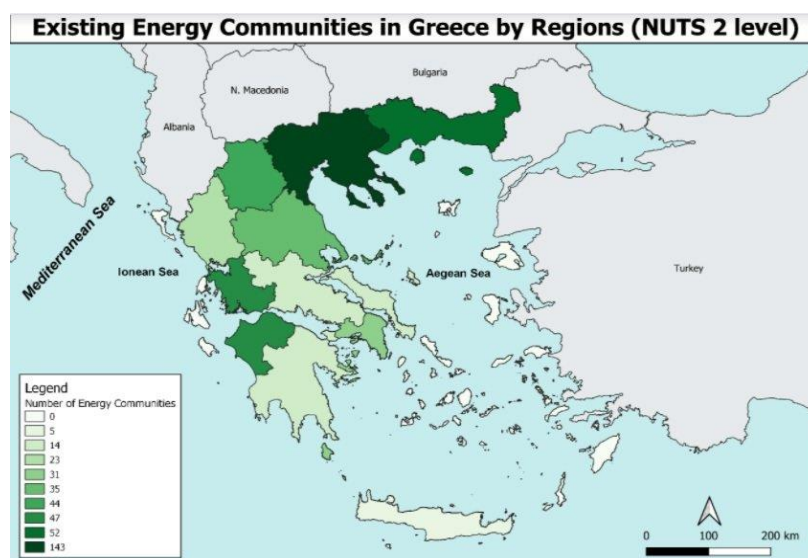 Existing Energy Communities in Greece by Regions (NUTS 2 level)
Bulgaria
N. Macedonia
Albania
Mediterranean Sea
Ionean Sea
Aegean Sea
Turkey
Legend
Number of Energy Communities
0
5
14
23
31
35
44
47
52
143
0 100 200 km